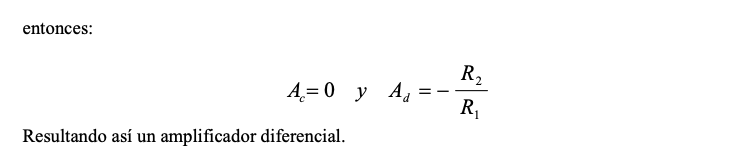 entonces:
A_c = 0   y   A_d = - R_2 / R_1
Resultando así un amplificador diferencial.